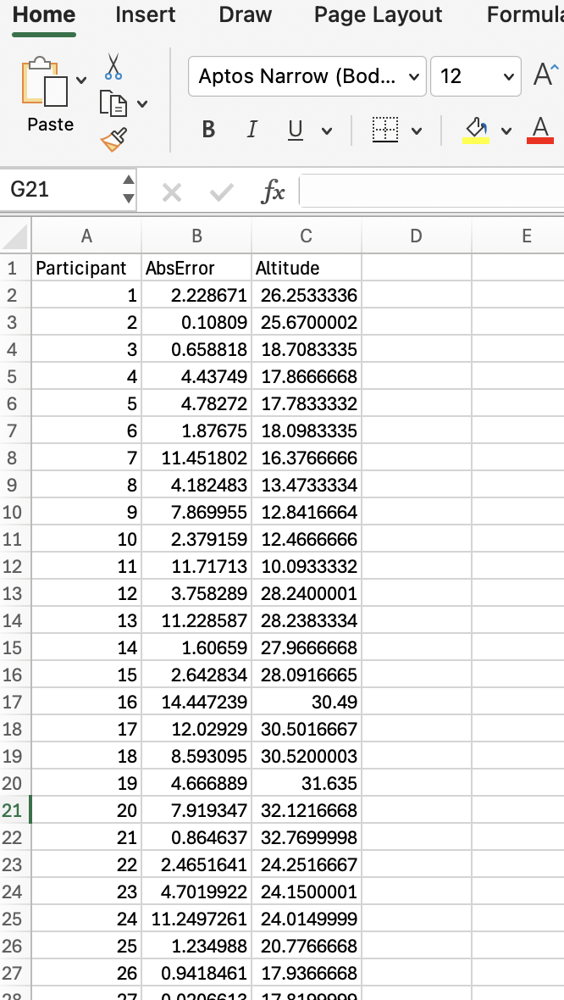 Home Insert Draw Page Layout Formula
Aptos Narrow (Bod... 12 A
Paste
B I U A
G21 fx
A B C D E
1 Participant AbsError Altitude
2 1 2.228671 26.2533336
3 2 0.10809 25.6700002
4 3 0.658818 18.7083335
5 4 4.43749 17.8666668
6 5 4.78272 17.7833332
7 6 1.87675 18.0983335
8 7 11.451802 16.3766666
9 8 4.182483 13.4733334
10 9 7.869955 12.8416664
11 10 2.379159 12.4666666
12 11 11.71713 10.0933332
13 12 3.758289 28.2400001
14 13 11.228587 28.2383334
15 14 1.60659 27.9666668
16 15 2.642834 28.0916665
17 16 14.447239 30.49
18 17 12.02929 30.5016667
19 18 8.593095 30.5200003
20 19 4.666889 31.635
21 20 7.919347 32.1216668
22 21 0.864637 32.7699998
23 22 2.4651641 24.2516667
24 23 4.7019922 24.1500001
25 24 11.2497261 24.0149999
26 25 1.234988 20.7766668
27 26 0.9418461 17.9366668
28 27 0.0206613 17.8199999